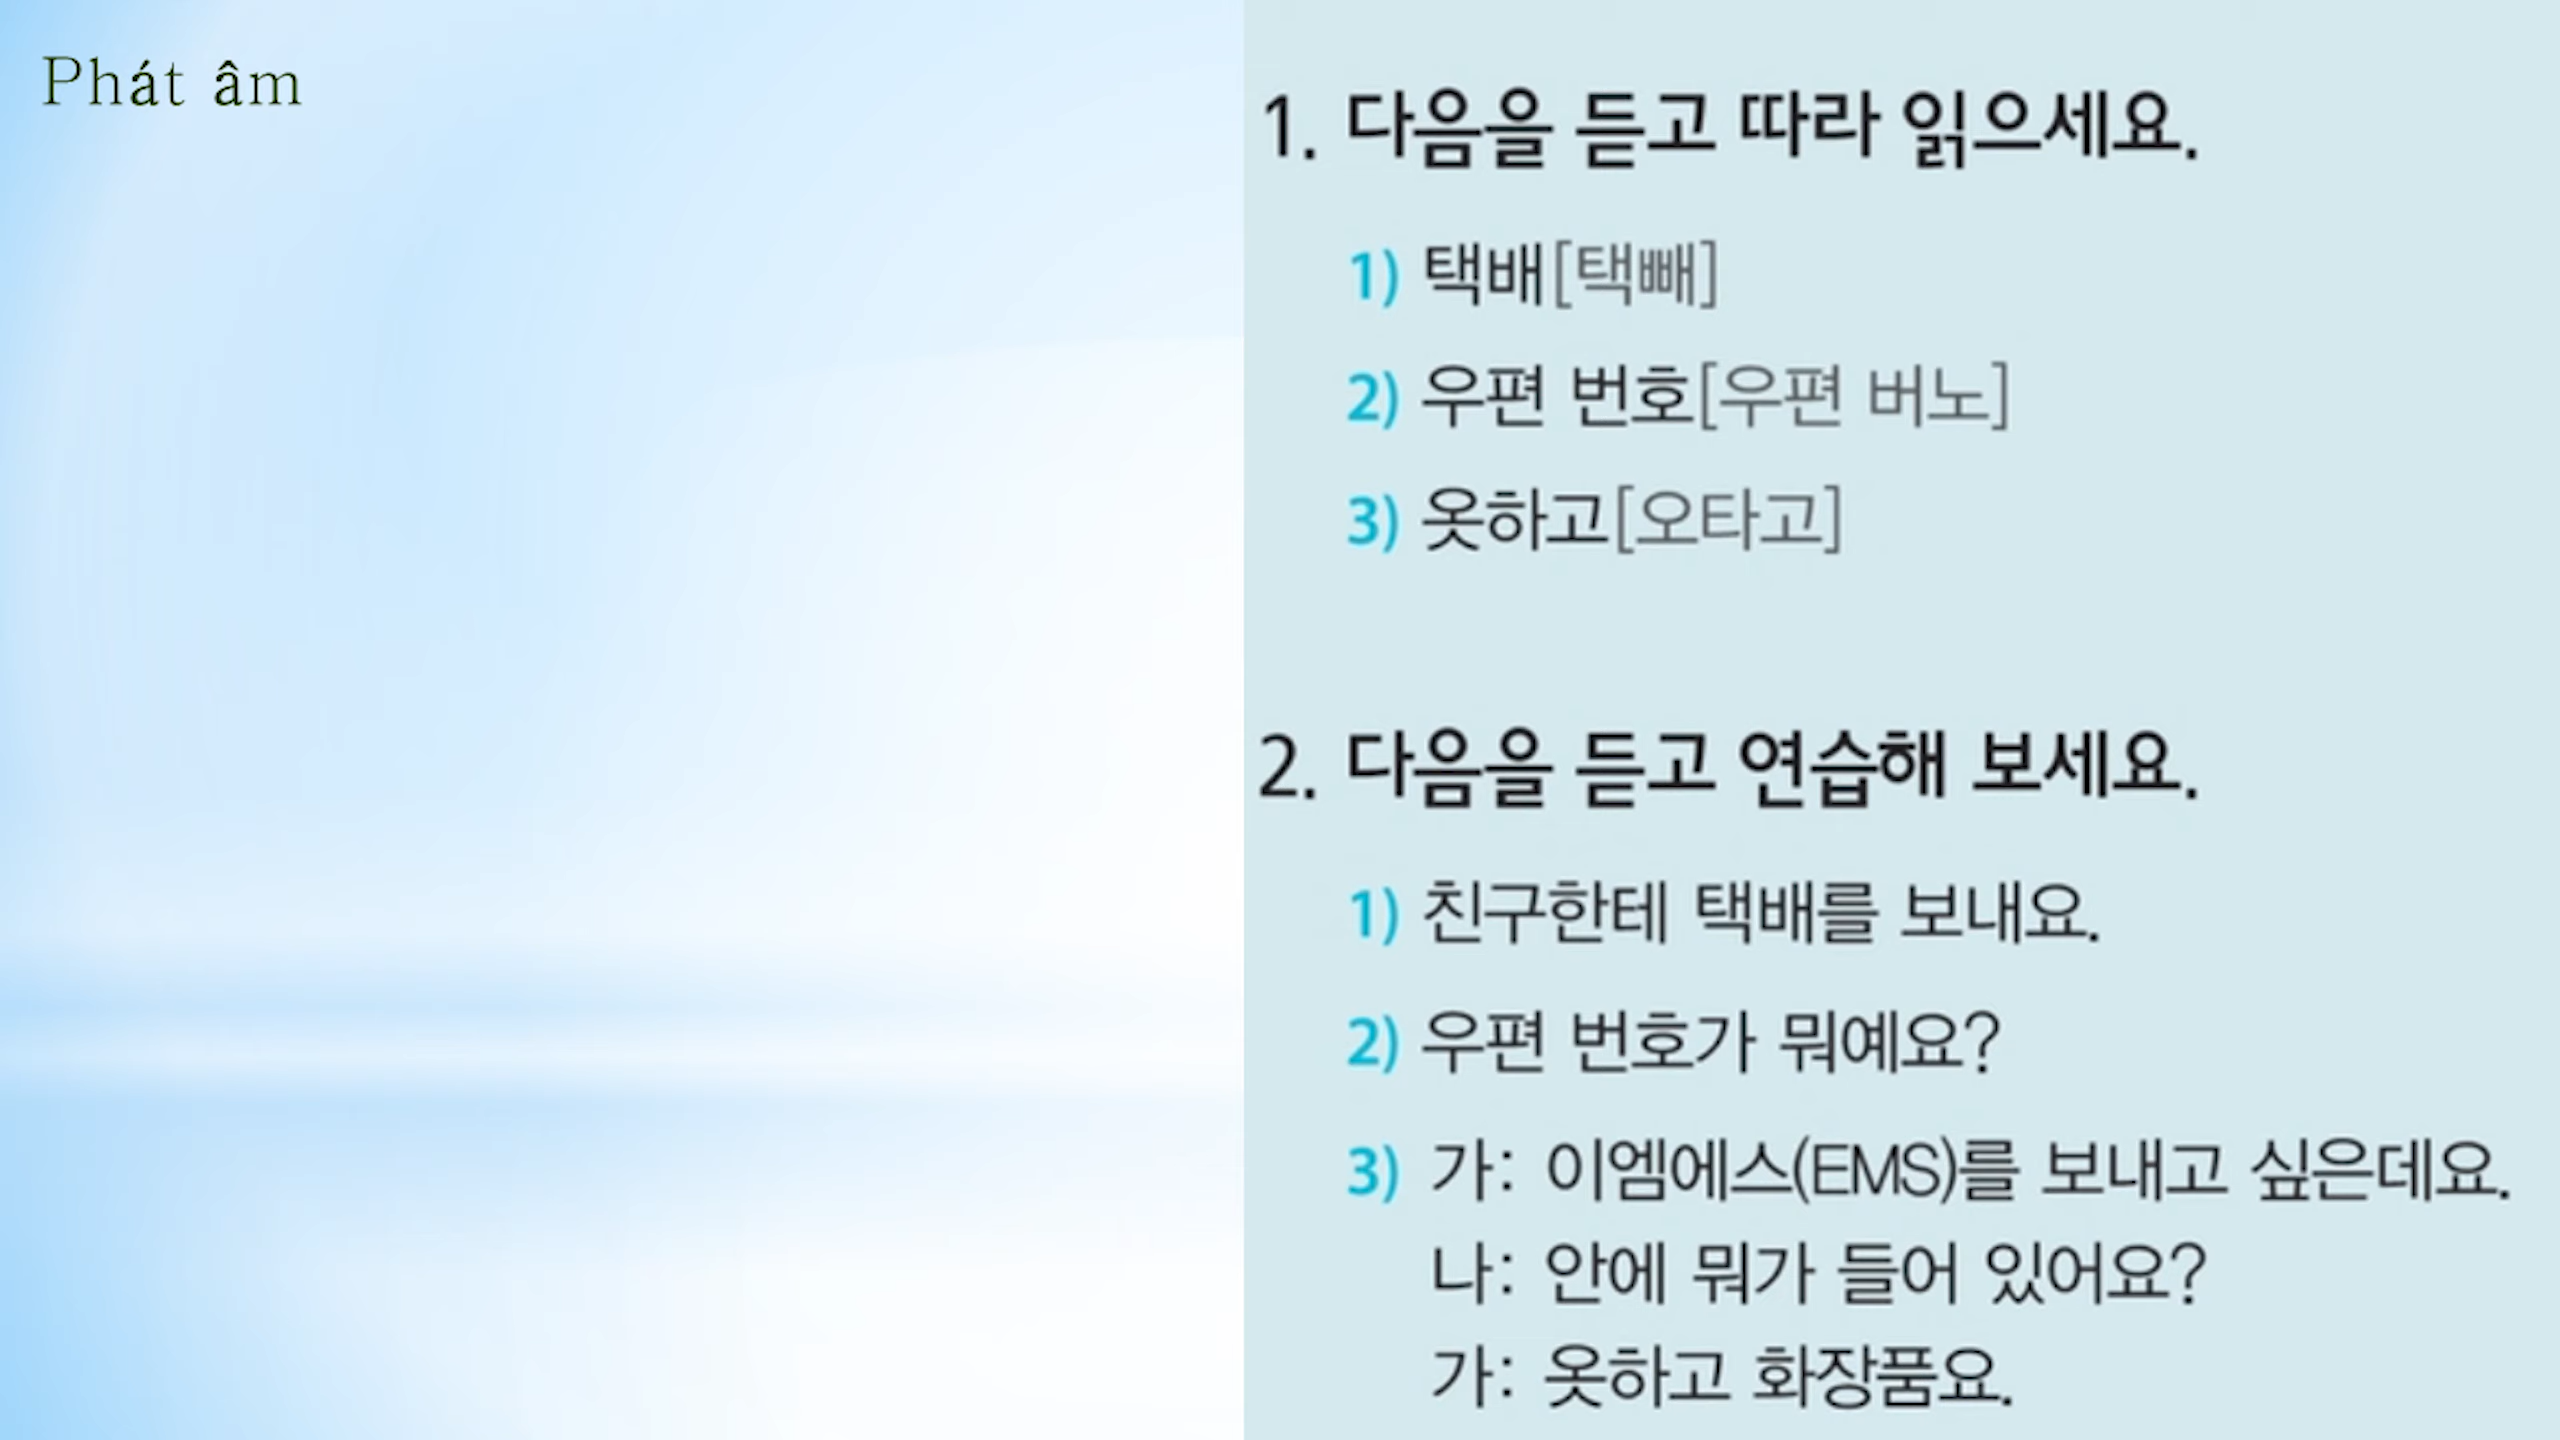 Phát âm
1. 다음을 듣고 따라 읽으세요.
1) 택배[택빼]
2) 우편 번호[우편 버노]
3) 옷하고[오타고]
2. 다음을 듣고 연습해 보세요.
1) 친구한테 택배를 보내요.
2) 우편 번호가 뭐예요?
3) 가: 이엠에스(EMS)를 보내고 싶은데요.
나: 안에 뭐가 들어 있어요?
가: 옷하고 화장품요.